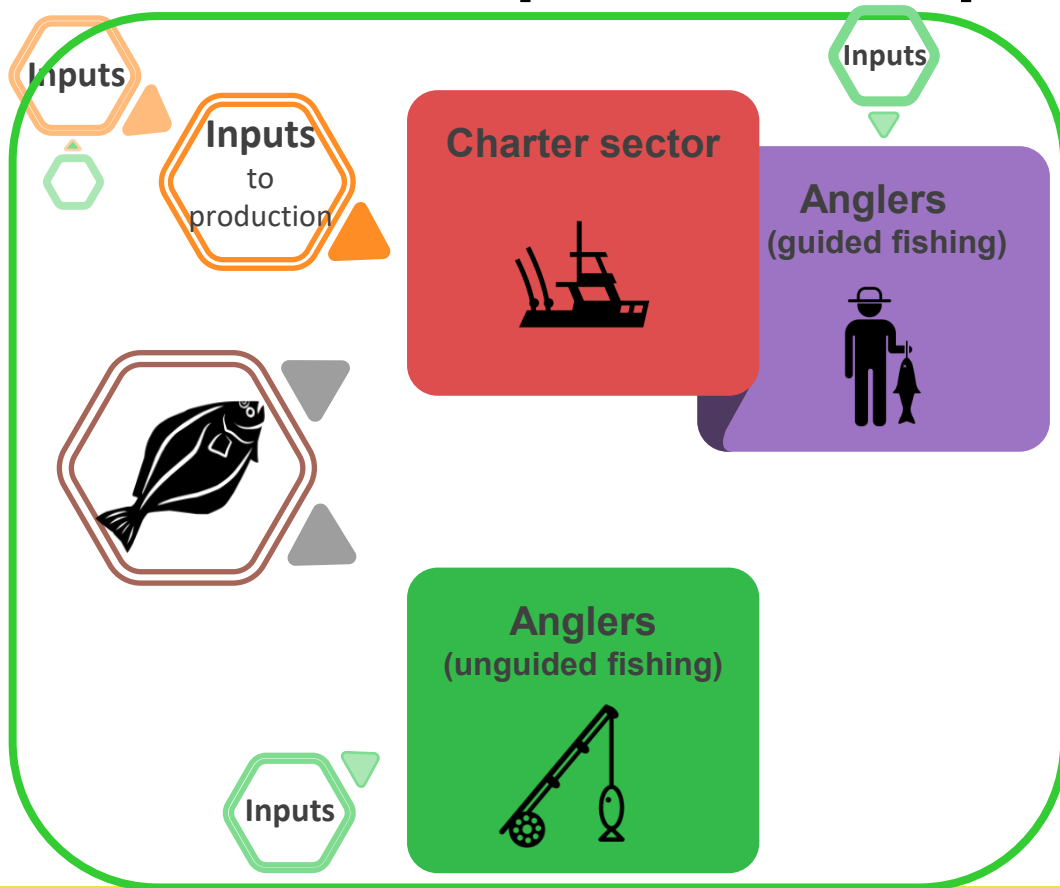 Inputs
Inputs
to
production
Charter sector
Inputs
Anglers
(guided fishing)
Anglers
(unguided fishing)
Inputs